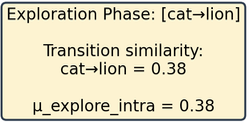 Exploration Phase: [cat→lion]
Transition similarity:
cat→lion = 0.38
μ_explore_intra = 0.38